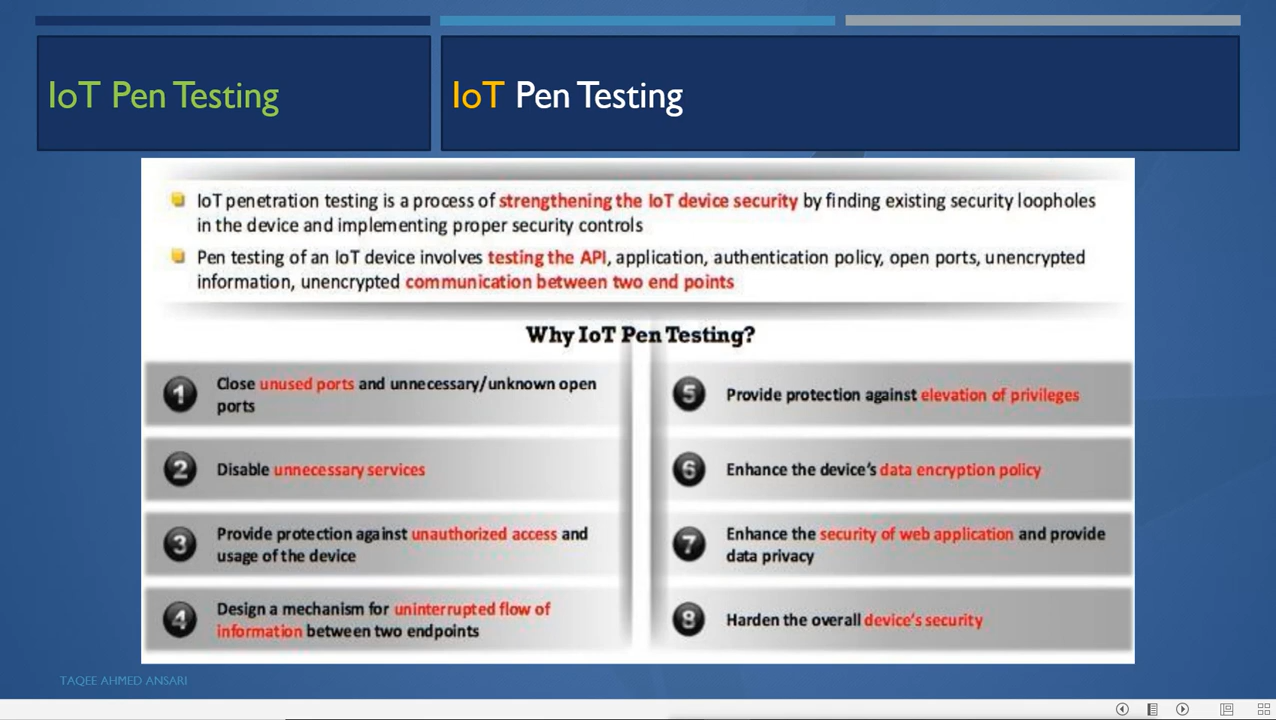 IoT Pen Testing
IoT Pen Testing
IoT penetration testing is a process of strengthening the IoT device security by finding existing security loopholes
in the device and implementing proper security controls
Pen testing of an IoT device involves testing the API, application, authentication policy, open ports, unencrypted
information, unencrypted communication between two end points
Why IoT Pen Testing?
1 Close unused ports and unnecessary/unknown open
ports
2 Disable unnecessary services
3 Provide protection against unauthorized access and
usage of the device
4 Design a mechanism for uninterrupted flow of
information between two endpoints
5 Provide protection against elevation of privileges
6 Enhance the device's data encryption policy
7 Enhance the security of web application and provide
data privacy
8 Harden the overall device's security
TAQEE AHMED ANSARI